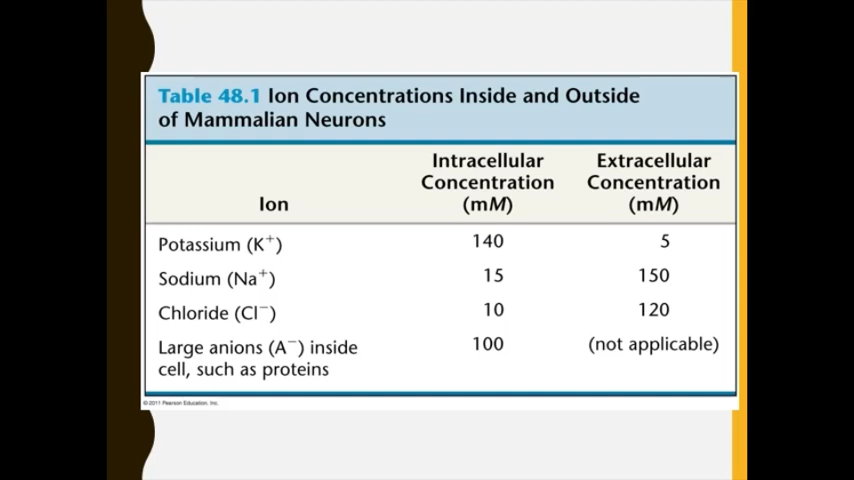 Table 48.1 Ion Concentrations Inside and Outside
of Mammalian Neurons
Ion
Intracellular
Concentration
(mM)
Extracellular
Concentration
(mM)
Potassium (K⁺) 140 5
Sodium (Na⁺) 15 150
Chloride (Cl⁻) 10 120
Large anions (A⁻) inside
cell, such as proteins 100 (not applicable)
© 2011 Pearson Education, Inc.